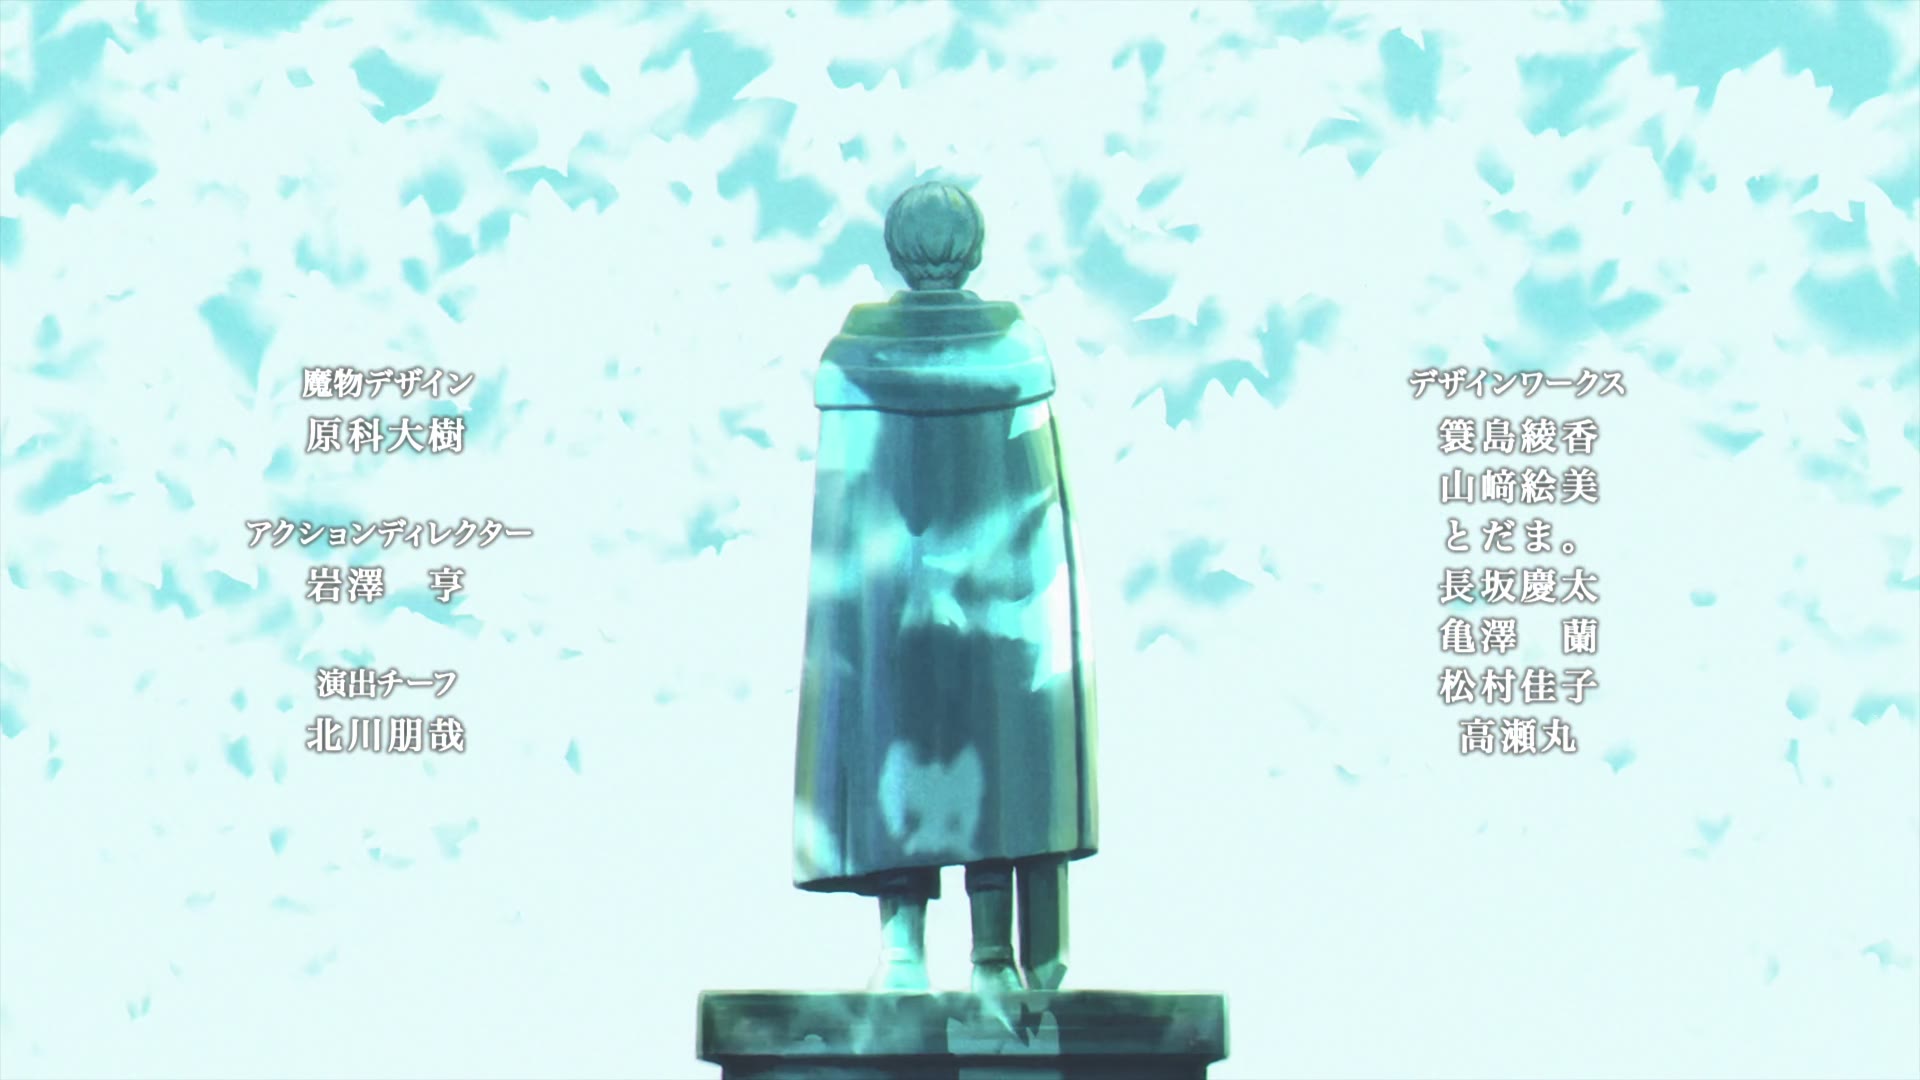 魔物デザイン
原科大樹
アクションディレクター
岩澤　亨
演出チーフ
北川朋哉
デザインワークス
簑島綾香
山﨑絵美
とだま。
長坂慶太
亀澤　蘭
松村佳子
高瀬丸